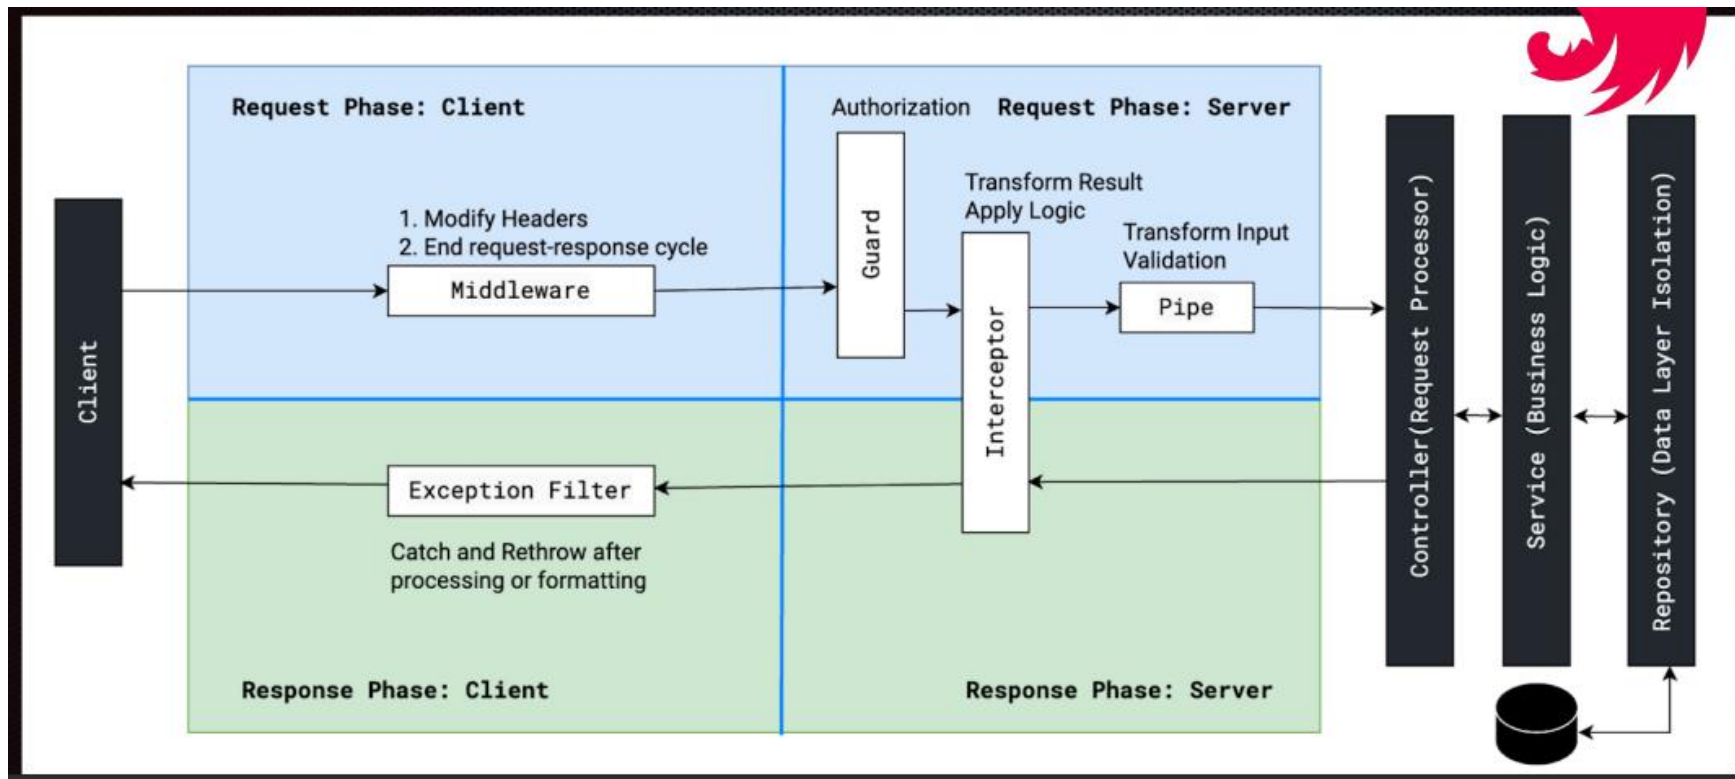 Request Phase: Client
Authorization
Request Phase: Server
Transform Result
Apply Logic
1. Modify Headers
2. End request-response cycle
Transform Input
Validation
Middleware
Guard
Pipe
Interceptor
Client
Exception Filter
Catch and Rethrow after
processing or formatting
Response Phase: Client
Response Phase: Server
Controller(Request Processor)
Service (Business Logic)
Repository (Data Layer Isolation)